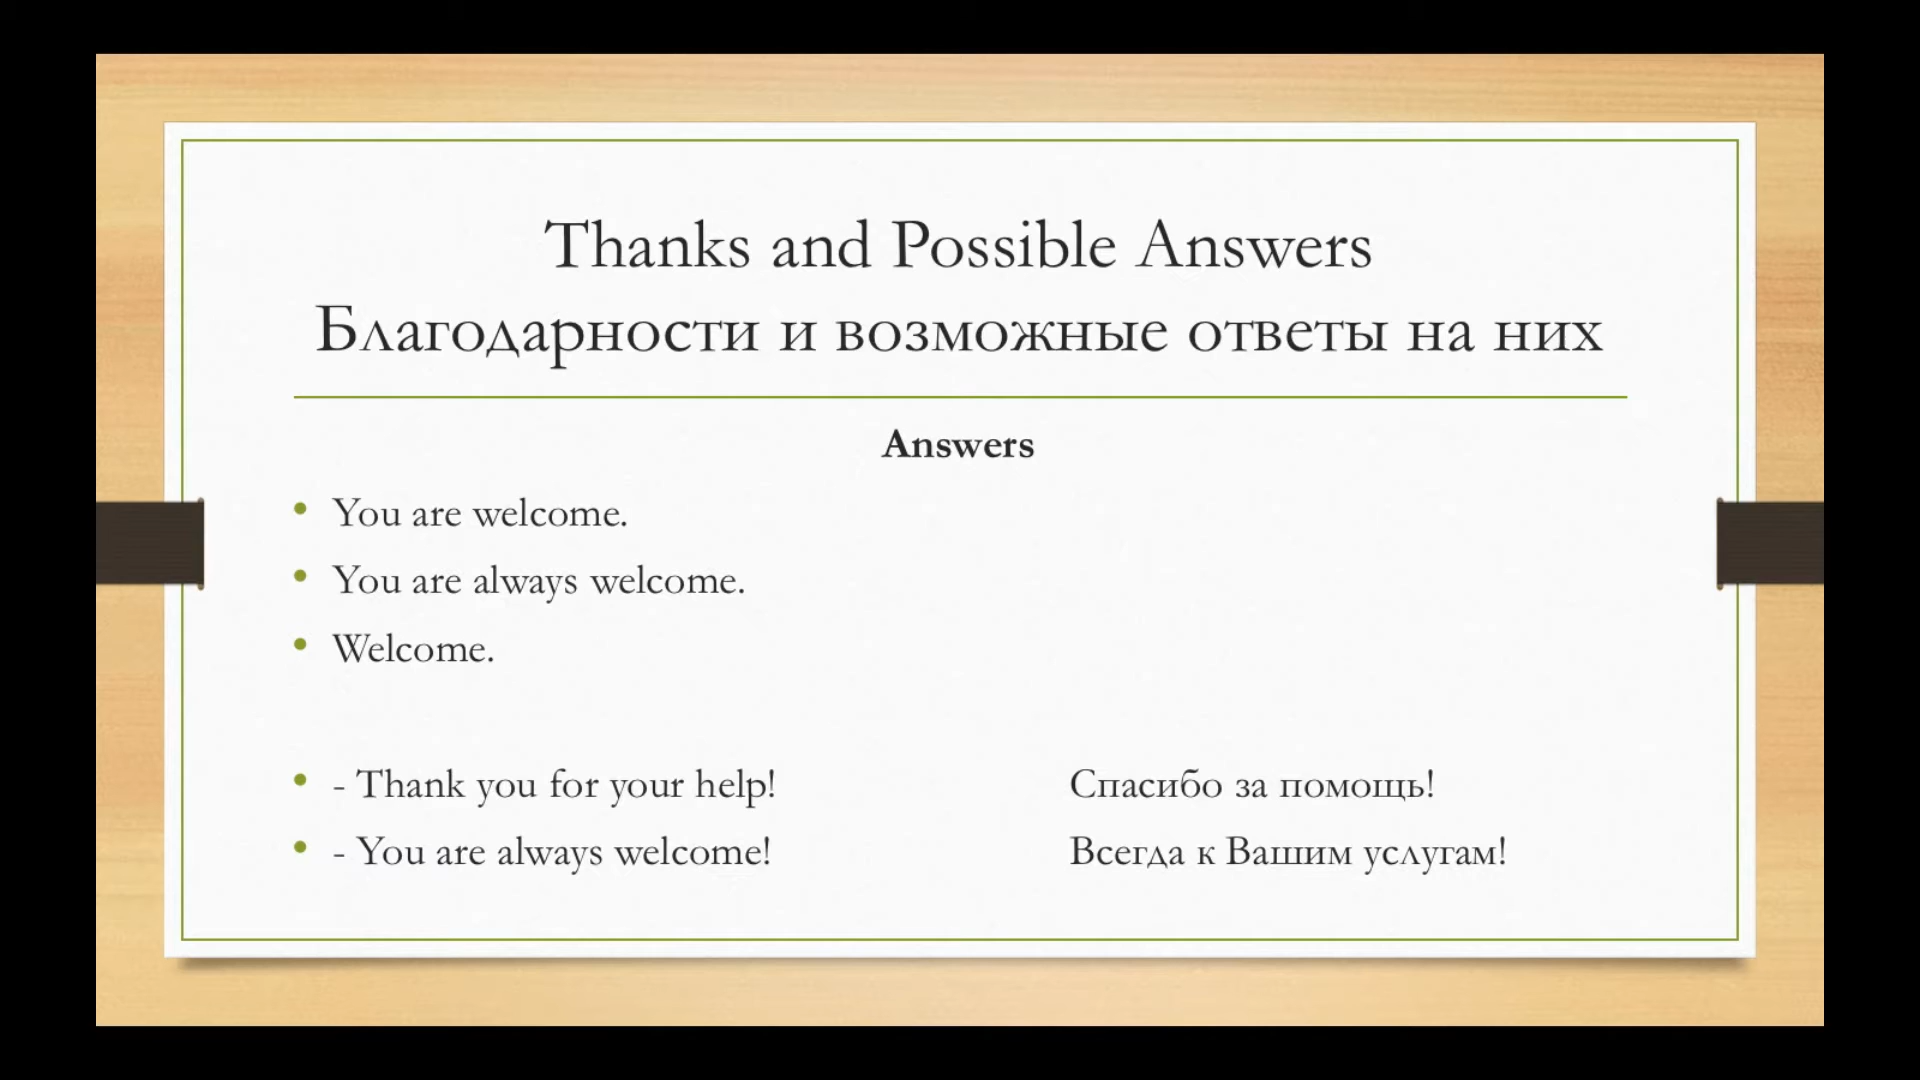 Thanks and Possible Answers
Благодарности и возможные ответы на них
Answers
• You are welcome.
• You are always welcome.
• Welcome.
• - Thank you for your help! Спасибо за помощь!
• - You are always welcome! Всегда к Вашим услугам!